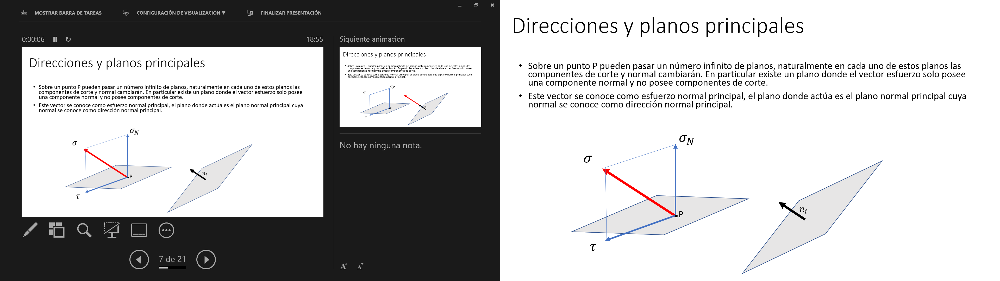 MOSTRAR BARRA DE TAREAS
CONFIGURACIÓN DE VISUALIZACIÓN ▼
FINALIZAR PRESENTACIÓN
0:00:06
18:55
Direcciones y planos principales
• Sobre un punto P pueden pasar un número infinito de planos, naturalmente en cada uno de estos planos las
componentes de corte y normal cambiarán. En particular existe un plano donde el vector esfuerzo solo posee
una componente normal y no posee componentes de corte.
• Este vector se conoce como esfuerzo normal principal, el plano donde actúa es el plano normal principal cuya
normal se conoce como dirección normal principal.
σ_N
σ
n_i
P
τ
7 de 21
Siguiente animación
Direcciones y planos principales
• Sobre un punto P pueden pasar un número infinito de planos, naturalmente en cada uno de estos planos las
componentes de corte y normal cambiarán. En particular existe un plano donde el vector esfuerzo solo posee
una componente normal y no posee componentes de corte.
• Este vector se conoce como esfuerzo normal principal, el plano donde actúa es el plano normal principal cuya
normal se conoce como dirección normal principal.
σ_N
σ
n_i
P
τ
No hay ninguna nota.
A A
Direcciones y planos principales
• Sobre un punto P pueden pasar un número infinito de planos, naturalmente en cada uno de estos planos las
componentes de corte y normal cambiarán. En particular existe un plano donde el vector esfuerzo solo posee
una componente normal y no posee componentes de corte.
• Este vector se conoce como esfuerzo normal principal, el plano donde actúa es el plano normal principal cuya
normal se conoce como dirección normal principal.
σ_N
σ
n_i
P
τ